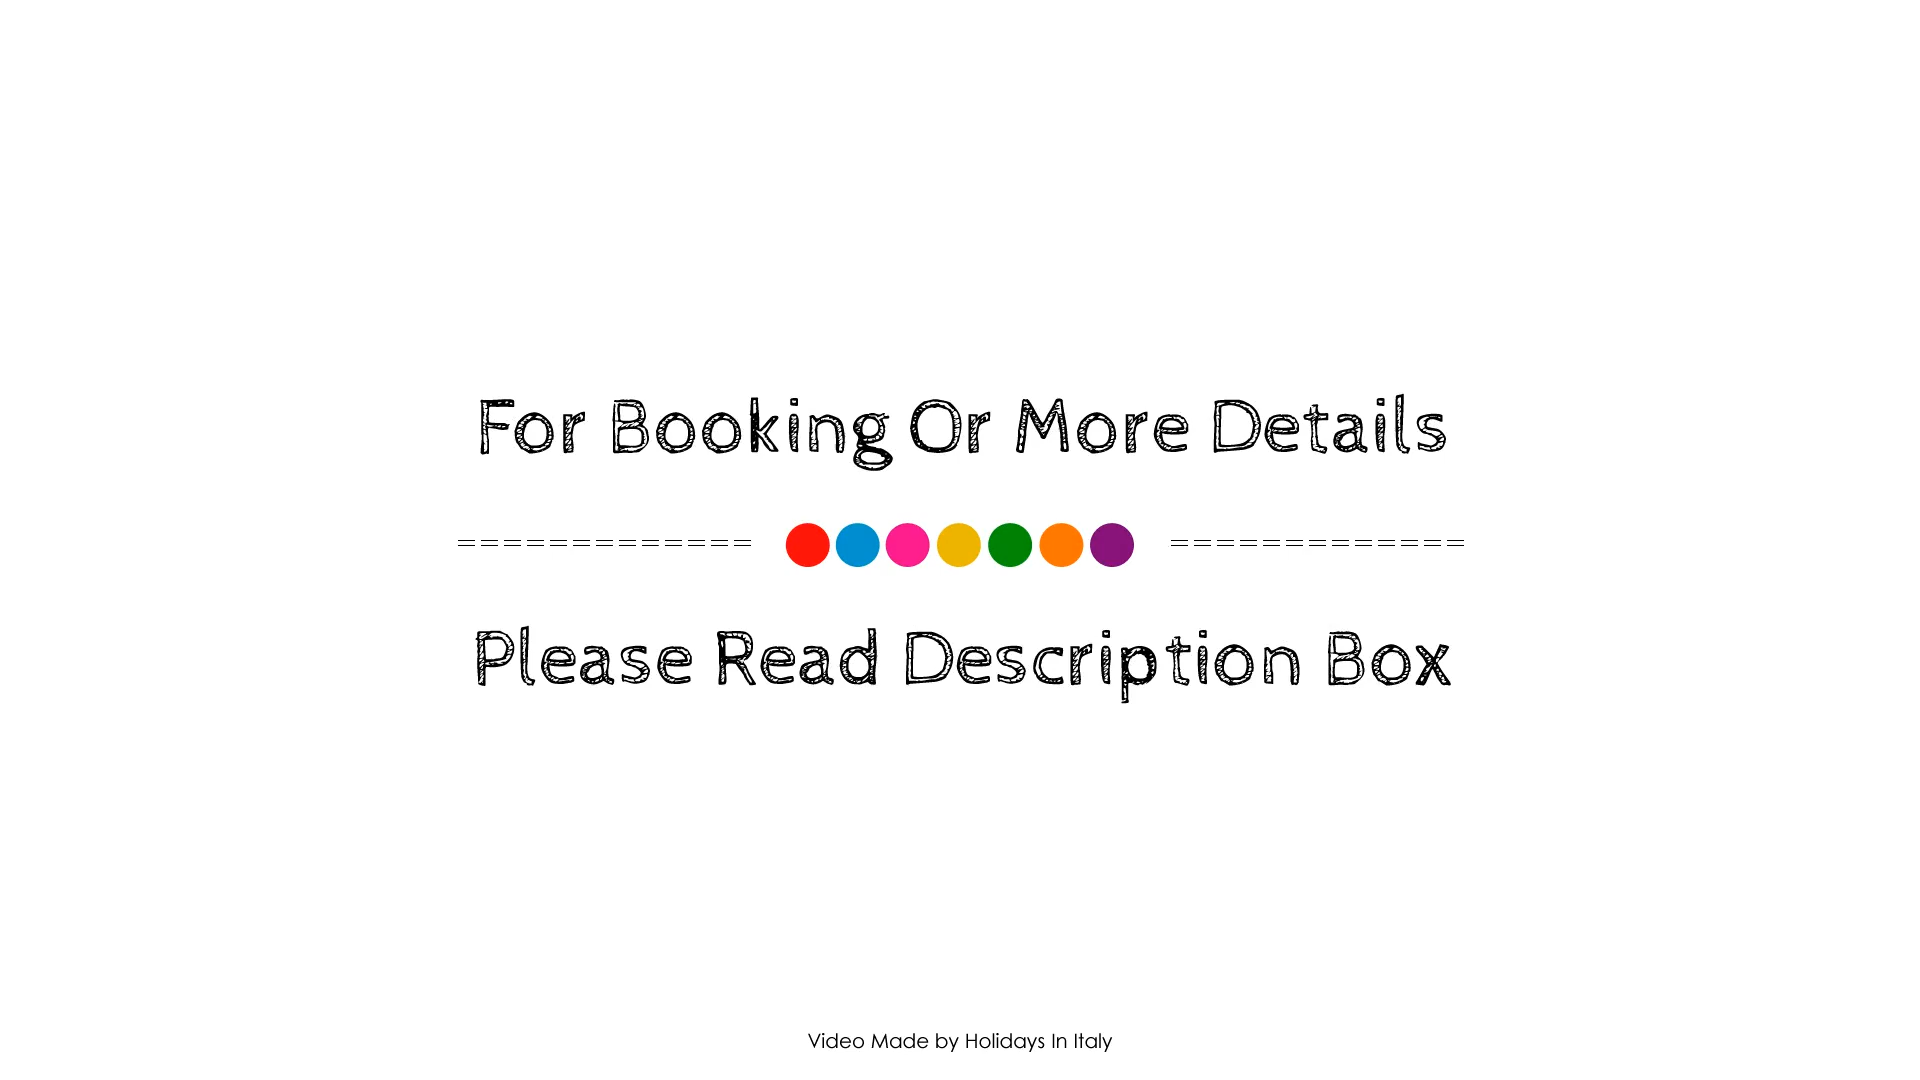 For Booking Or More Details
============= =============
Please Read Description Box
Video Made by Holidays In Italy